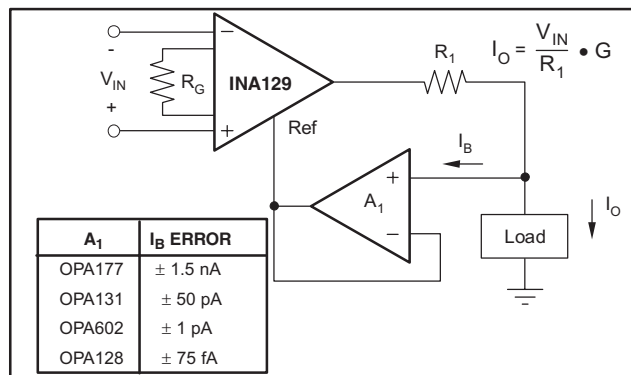 -
V_IN
+
R_G
−
INA129
+
Ref
R_1
I_O = V_IN / R_1 • G
I_B
A_1
+
−
Load
I_O
A_1 I_B ERROR
OPA177 ± 1.5 nA
OPA131 ± 50 pA
OPA602 ± 1 pA
OPA128 ± 75 fA